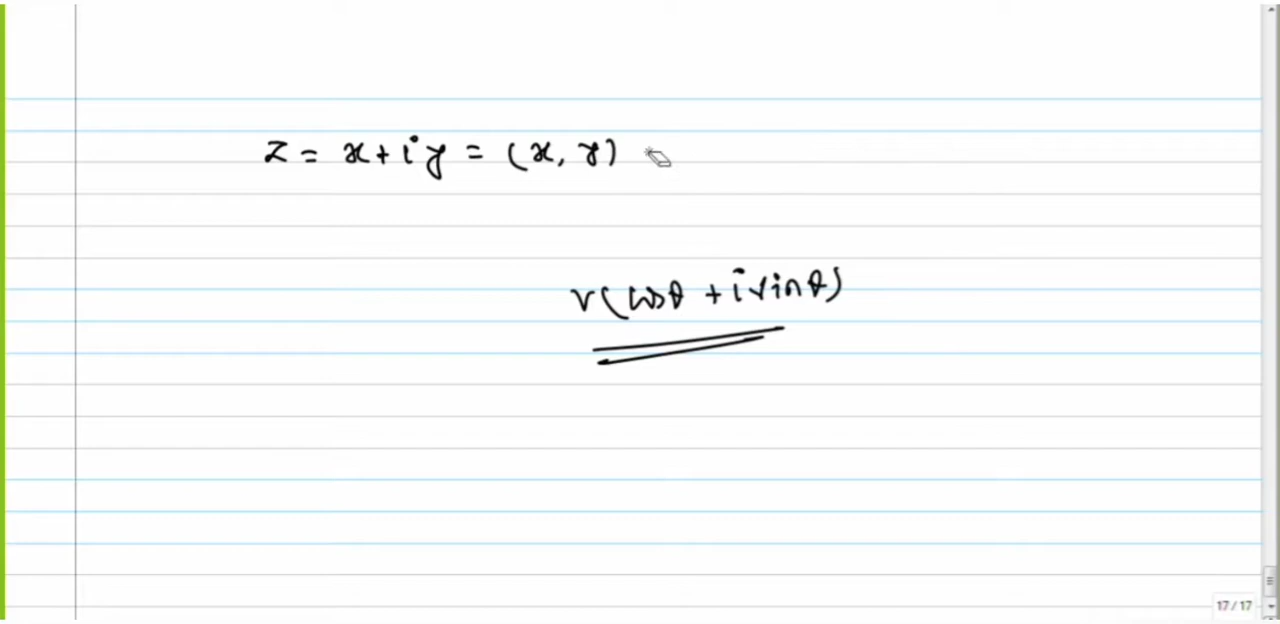 z = x + iy = (x, y)
r(cosθ + i sinθ)
17 / 17